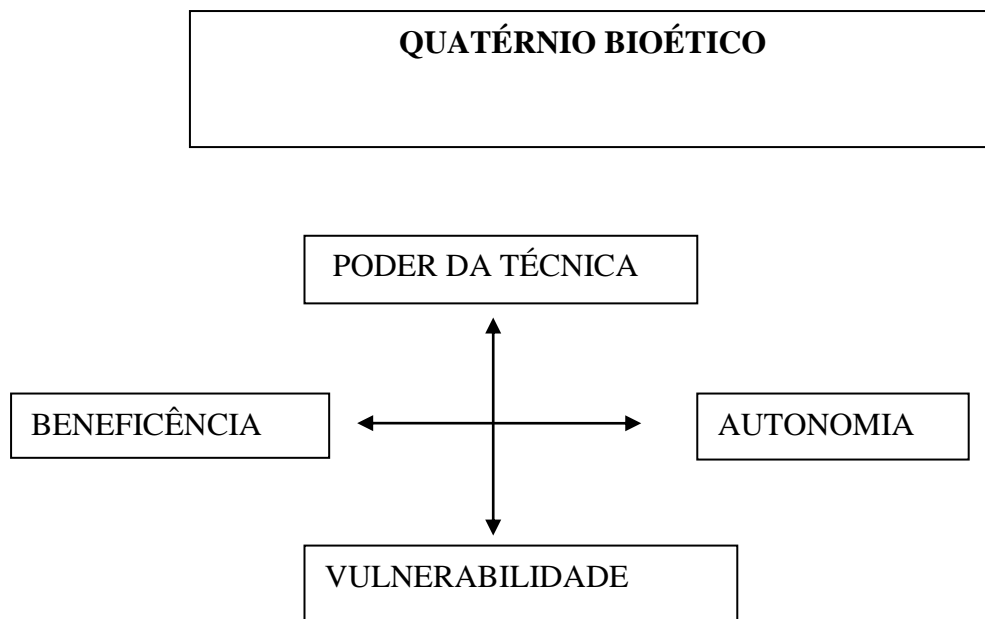 QUATÉRNIO BIOÉTICO
PODER DA TÉCNICA
BENEFICÊNCIA
AUTONOMIA
VULNERABILIDADE